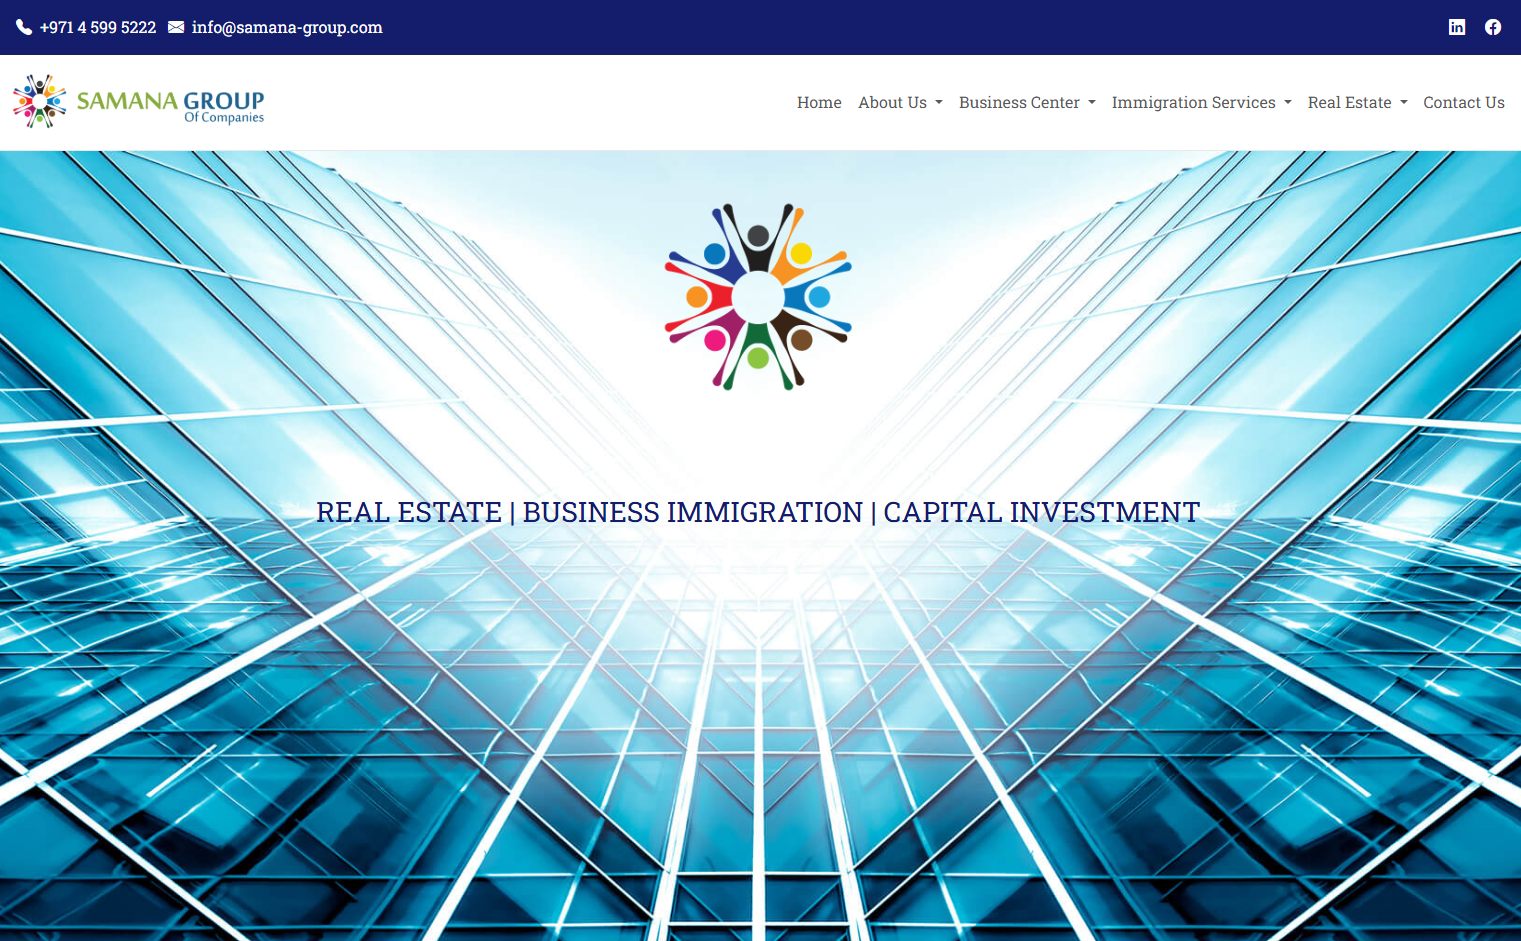 +971 4 599 5222 info@samana-group.com
SAMANA GROUP
Of Companies
Home About Us Business Center Immigration Services Real Estate Contact Us
REAL ESTATE | BUSINESS IMMIGRATION | CAPITAL INVESTMENT